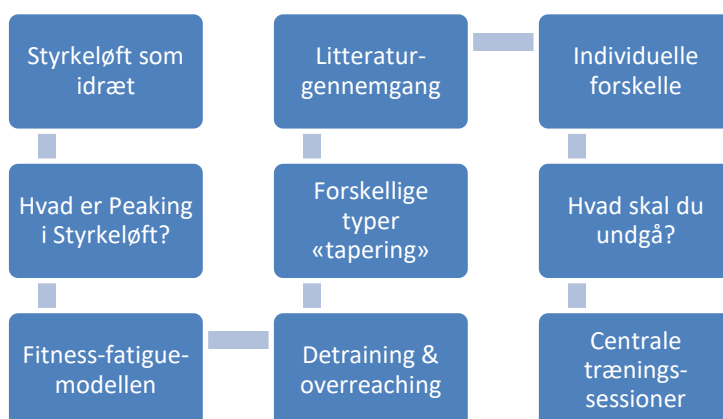 Styrkeløft som
idræt
Hvad er Peaking
i Styrkeløft?
Fitness-fatigue-
modellen
Detraining &
overreaching
Forskellige
typer
«tapering»
Litteratur-
gennemgang
Individuelle
forskelle
Hvad skal du
undgå?
Centrale
trænings-
sessioner